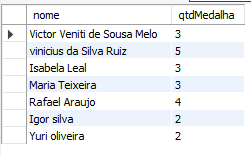 nome qtdMedalha
Victor Veniti de Sousa Melo 3
vinicius da Silva Ruiz 5
Isabela Leal 3
Maria Teixeira 3
Rafael Araujo 4
Igor silva 2
Yuri oliveira 2